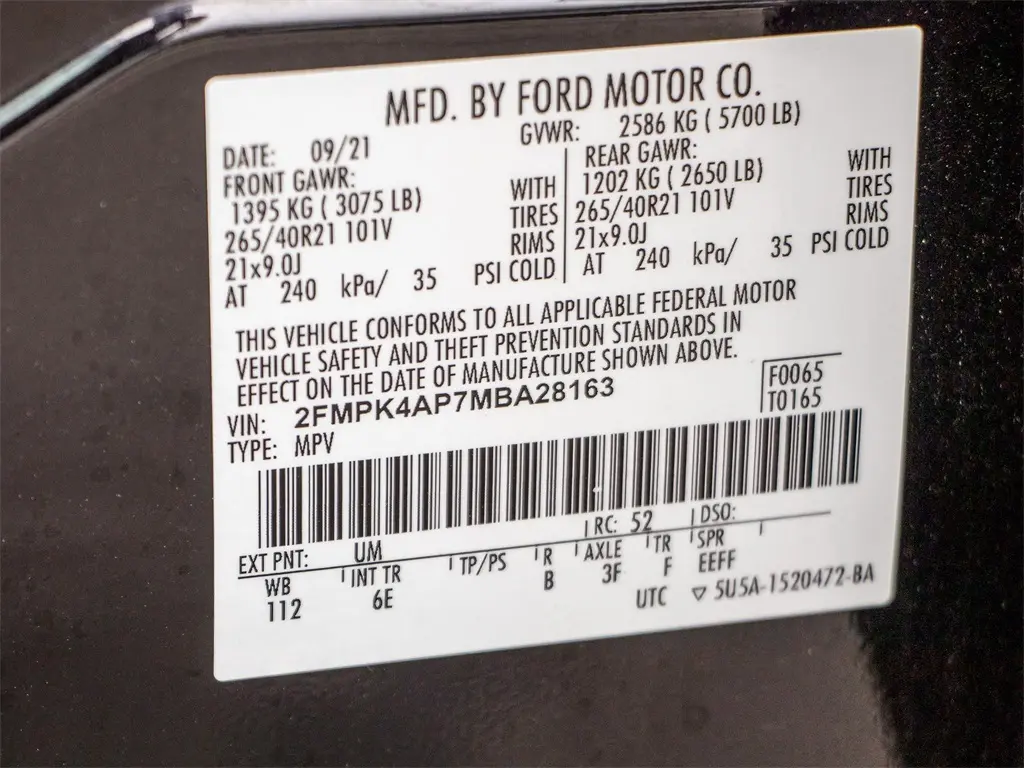 MFD. BY FORD MOTOR CO.
DATE: 09/21
GVWR: 2586 KG ( 5700 LB)
FRONT GAWR:
1395 KG ( 3075 LB) WITH
265/40R21 101V TIRES
21x9.0J RIMS
AT 240 kPa/ 35 PSI COLD
REAR GAWR: WITH
1202 KG ( 2650 LB) TIRES
265/40R21 101V RIMS
21x9.0J
AT 240 kPa/ 35 PSI COLD
THIS VEHICLE CONFORMS TO ALL APPLICABLE FEDERAL MOTOR
VEHICLE SAFETY AND THEFT PREVENTION STANDARDS IN
EFFECT ON THE DATE OF MANUFACTURE SHOWN ABOVE.
VIN: 2FMPK4AP7MBA28163
F0065
TYPE: MPV
T0165
EXT PNT: UM RC: 52 DSO:
WB INT TR TP/PS R AXLE TR SPR
112 6E B 3F F EEFF
UTC ▽ 5U5A-1520472-BA